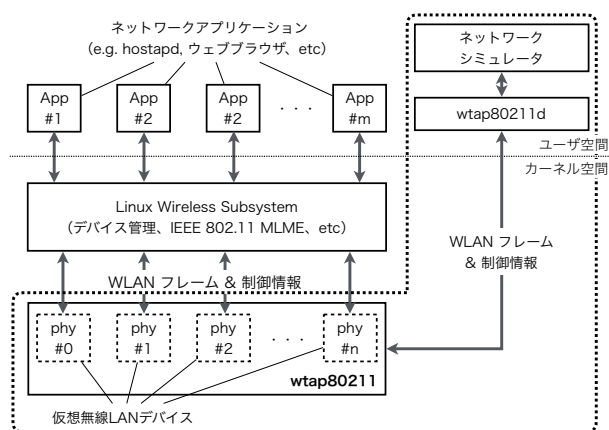 ネットワークアプリケーション
(e.g. hostapd, ウェブブラウザ、etc)
App
#1
App
#2
App
#2
・・・
App
#m
ネットワーク
シミュレータ
wtap80211d
ユーザ空間
カーネル空間
Linux Wireless Subsystem
(デバイス管理、IEEE 802.11 MLME、etc)
WLAN フレーム
& 制御情報
WLAN フレーム & 制御情報
phy
#0
phy
#1
phy
#2
・・・
phy
#n
wtap80211
仮想無線LANデバイス